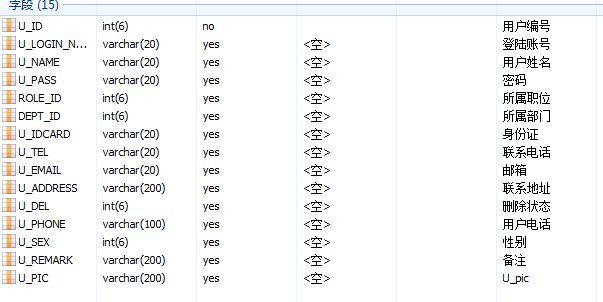 字段 (15)
U_ID int(6) no 用户编号
U_LOGIN_N... varchar(20) yes <空> 登陆账号
U_NAME varchar(20) yes <空> 用户姓名
U_PASS varchar(20) yes <空> 密码
ROLE_ID int(6) yes <空> 所属职位
DEPT_ID int(6) yes <空> 所属部门
U_IDCARD varchar(20) yes <空> 身份证
U_TEL varchar(20) yes <空> 联系电话
U_EMAIL varchar(20) yes <空> 邮箱
U_ADDRESS varchar(200) yes <空> 联系地址
U_DEL int(6) yes <空> 删除状态
U_PHONE varchar(100) yes <空> 用户电话
U_SEX int(6) yes <空> 性别
U_REMARK varchar(200) yes <空> 备注
U_PIC varchar(200) yes <空> U_pic